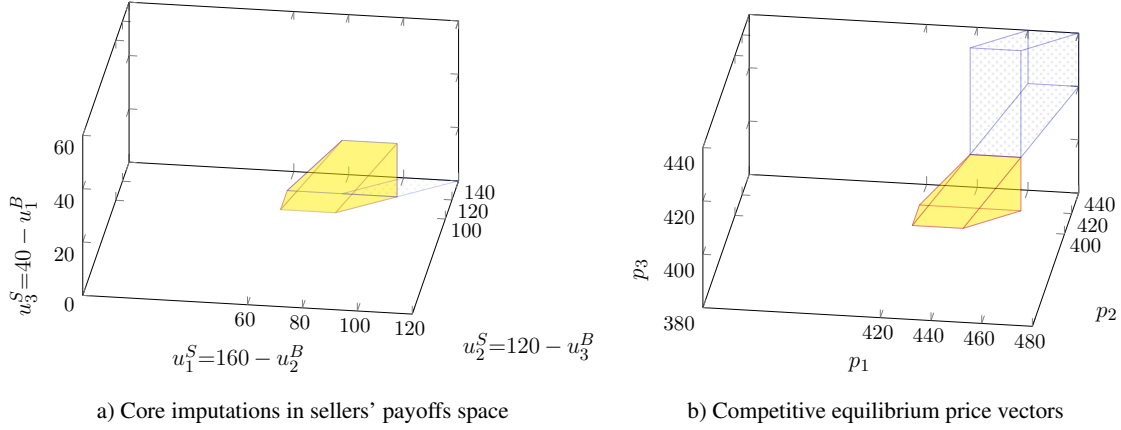 60
40
20
0
u_3^S=40 − u_1^B
60
80
100
120
u_1^S=160 − u_2^B
100
120
140
u_2^S=120 − u_3^B
a) Core imputations in sellers’ payoffs space
440
420
400
380
p_3
420
440
460
480
p_1
400
420
440
p_2
b) Competitive equilibrium price vectors